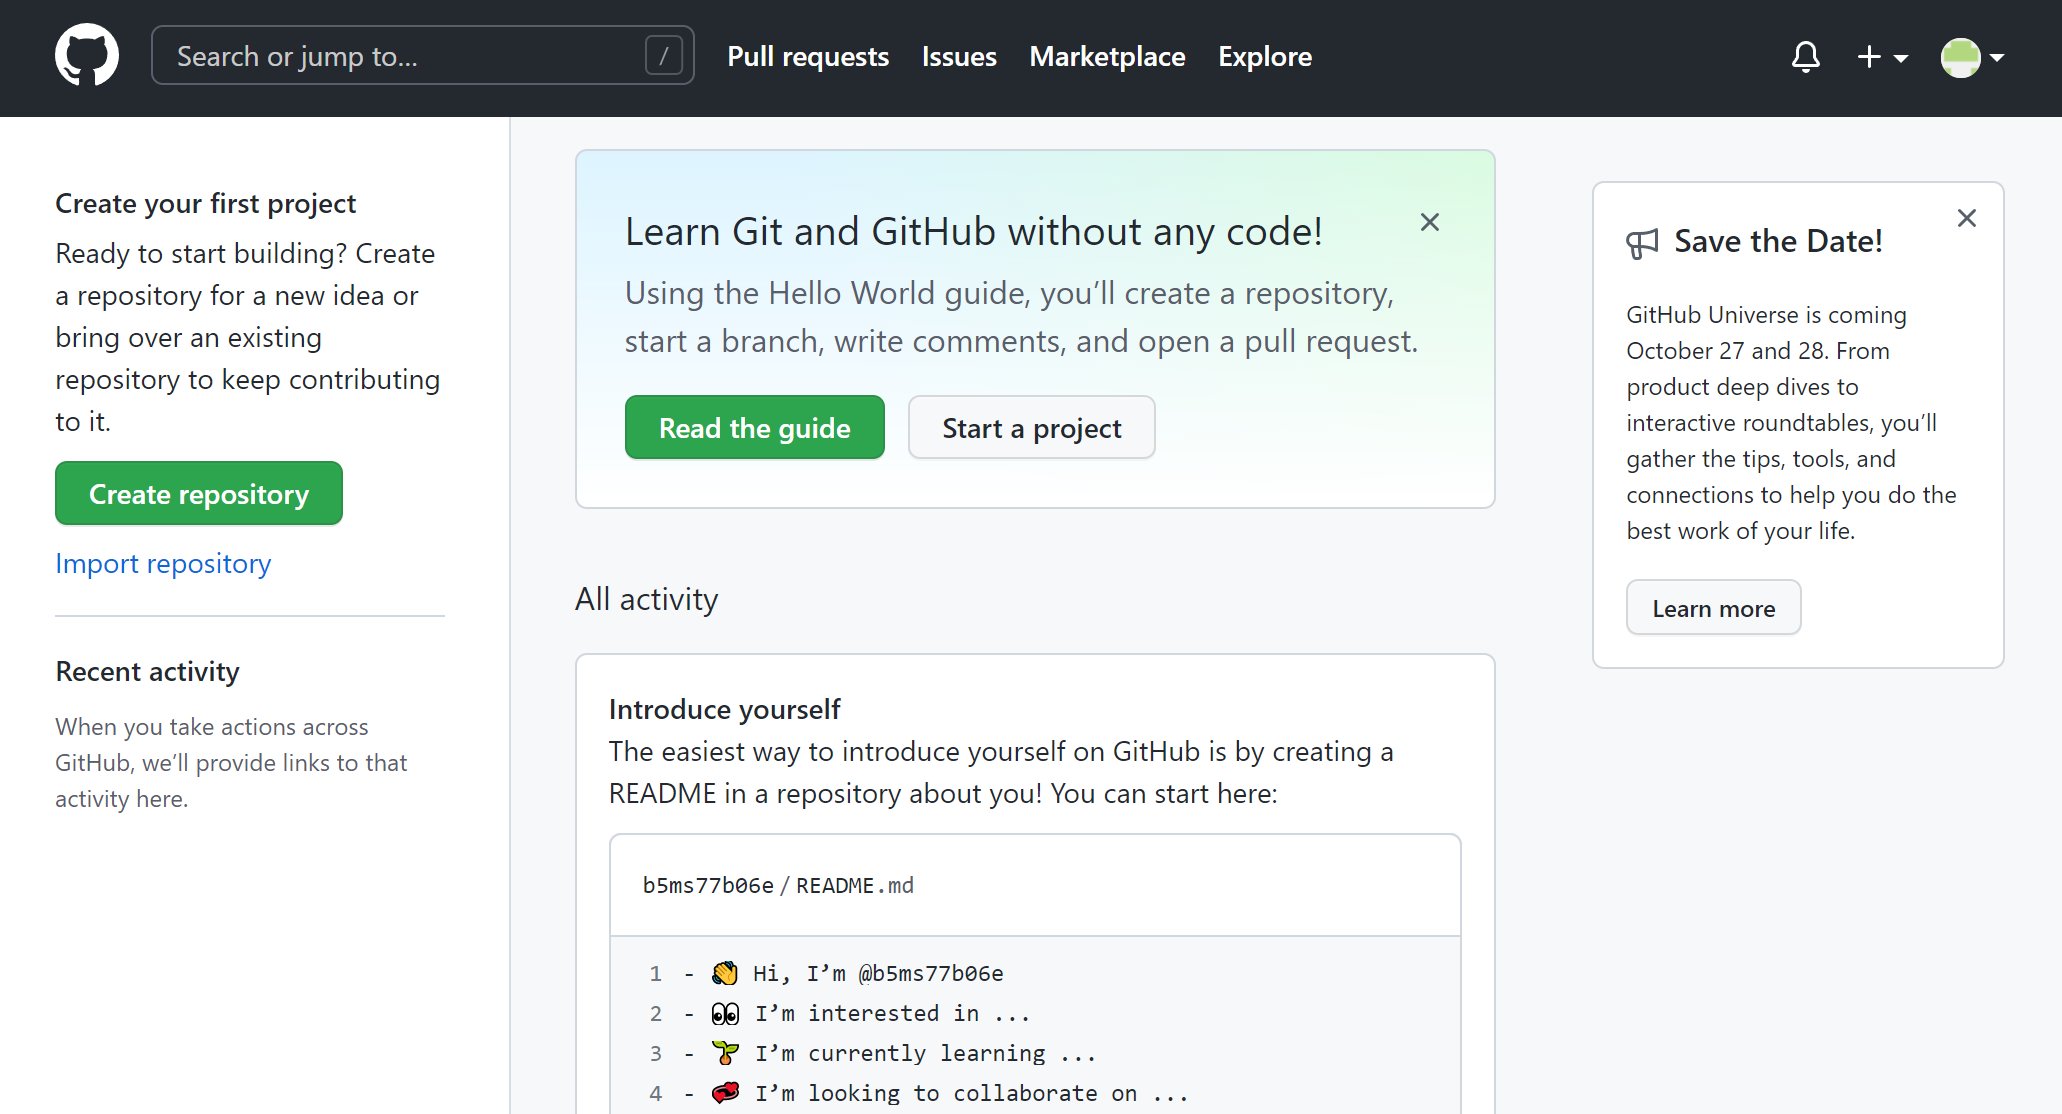 Search or jump to...
/
Pull requests
Issues
Marketplace
Explore
Create your first project
Ready to start building? Create
a repository for a new idea or
bring over an existing
repository to keep contributing
to it.
Create repository
Import repository
Recent activity
When you take actions across
GitHub, we’ll provide links to that
activity here.
Learn Git and GitHub without any code!
Using the Hello World guide, you’ll create a repository,
start a branch, write comments, and open a pull request.
Read the guide
Start a project
All activity
Introduce yourself
The easiest way to introduce yourself on GitHub is by creating a
README in a repository about you! You can start here:
b5ms77b06e / README.md
1 - 👋 Hi, I’m @b5ms77b06e
2 - 👀 I’m interested in ...
3 - 🌱 I’m currently learning ...
4 - 💞️ I’m looking to collaborate on ...
Save the Date!
GitHub Universe is coming
October 27 and 28. From
product deep dives to
interactive roundtables, you’ll
gather the tips, tools, and
connections to help you do the
best work of your life.
Learn more